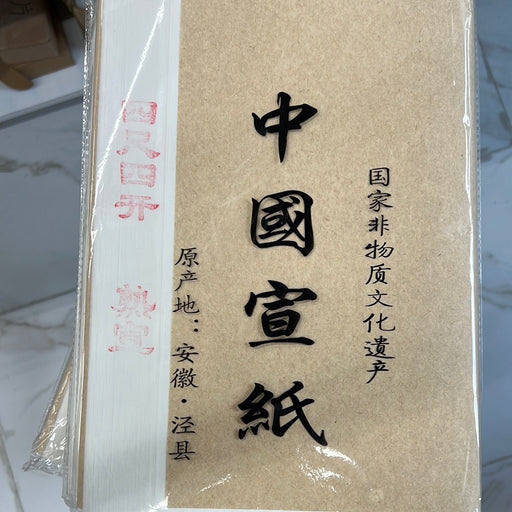 国家非物质文化遗产
中國宣紙
原产地：安徽·泾县
四尺四开 熟宣